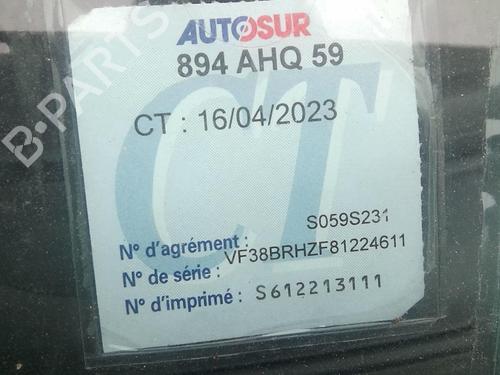 AUTOSUR
894 AHQ 59
CT : 16/04/2023
CT
N° d'agrément : S059S231
N° de série : VF38BRHZF81224611
N° d'imprimé : S612213111
B-PARTS